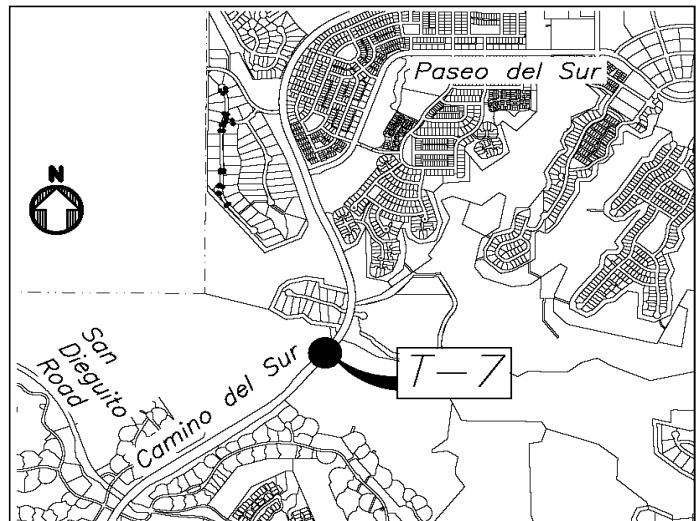 Paseo del Sur
N
San
Dieguito
Road
Camino del Sur
T-7